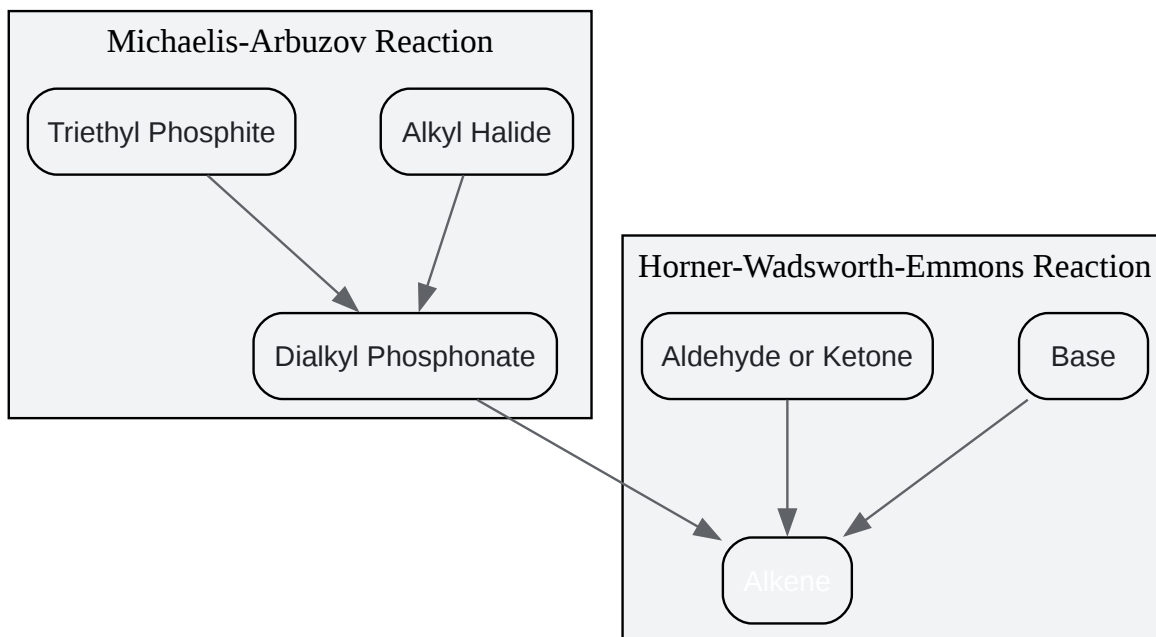 Michaelis-Arbuzov Reaction
Triethyl Phosphite
Alkyl Halide
Dialkyl Phosphonate
Horner-Wadsworth-Emmons Reaction
Aldehyde or Ketone
Base
Alkene